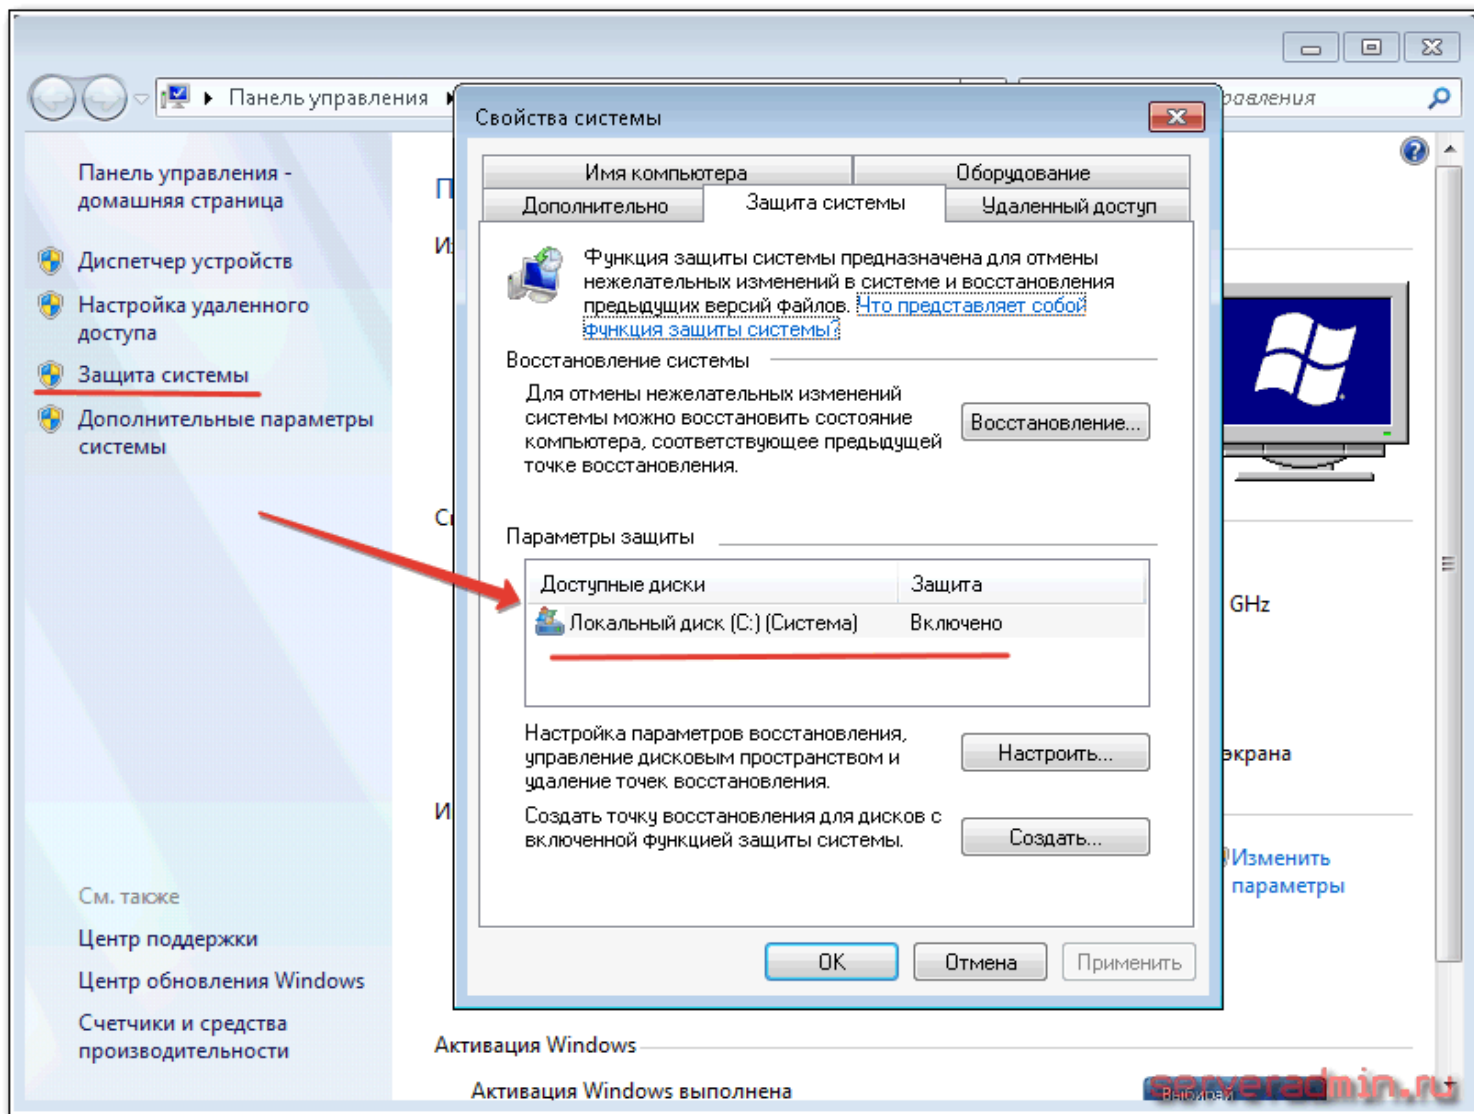 Панель управления
равления
Панель управления -
домашняя страница
Диспетчер устройств
Настройка удаленного
доступа
Защита системы
Дополнительные параметры
системы
См. также
Центр поддержки
Центр обновления Windows
Счетчики и средства
производительности
Свойства системы
Имя компьютера
Оборудование
Дополнительно
Защита системы
Удаленный доступ
Функция защиты системы предназначена для отмены
нежелательных изменений в системе и восстановления
предыдущих версий файлов. Что представляет собой
функция защиты системы?
Восстановление системы
Для отмены нежелательных изменений
системы можно восстановить состояние
компьютера, соответствующее предыдущей
точке восстановления.
Восстановление...
Параметры защиты
Доступные диски Защита
Локальный диск (C:) (Система) Включено
Настройка параметров восстановления,
управление дисковым пространством и
удаление точек восстановления.
Настроить...
Создать точку восстановления для дисков с
включенной функцией защиты системы.
Создать...
OK
Отмена
Применить
GHz
экрана
Изменить
параметры
Активация Windows
Активация Windows выполнена
serveradmin.ru